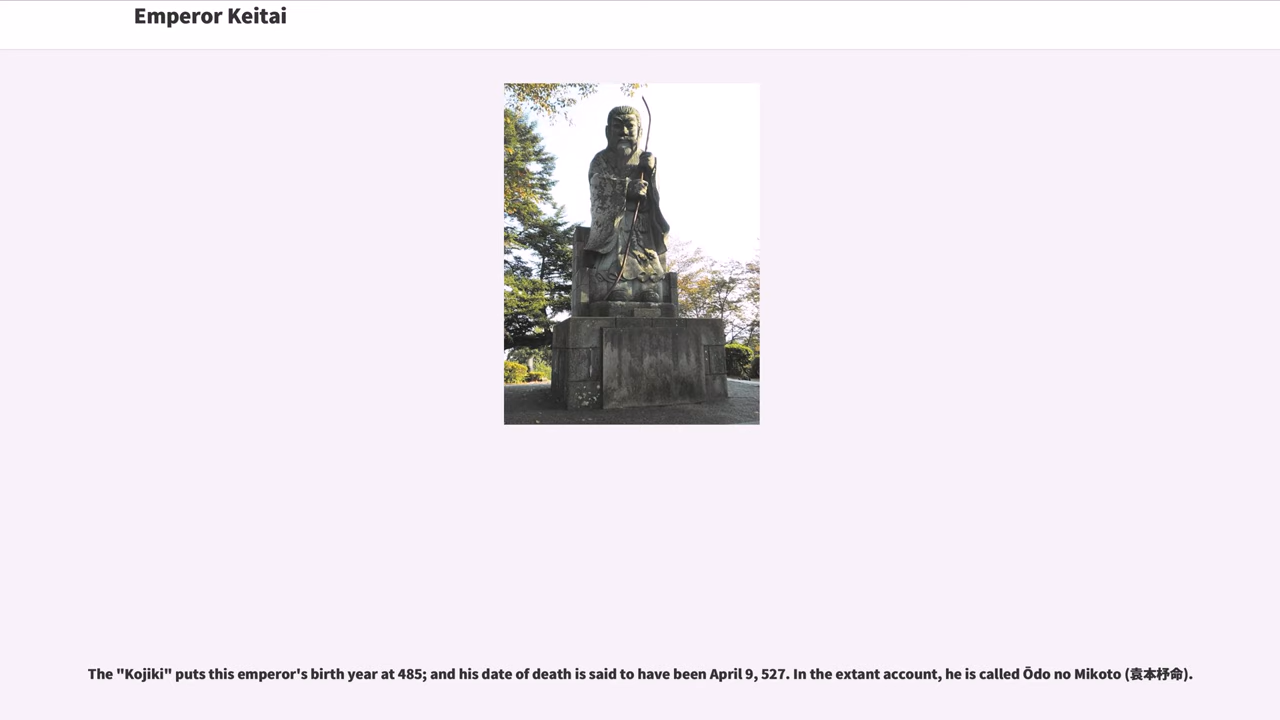 Emperor Keitai
The "Kojiki" puts this emperor's birth year at 485; and his date of death is said to have been April 9, 527. In the extant account, he is called Ōdo no Mikoto (袁本杼命).